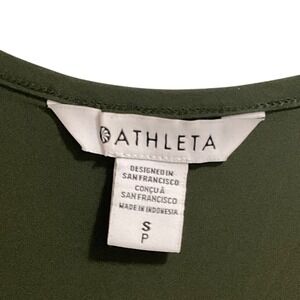 ATHLETA
DESIGNED IN
SAN FRANCISCO
CONÇU À
SAN FRANCISCO
MADE IN INDONESIA
S
P